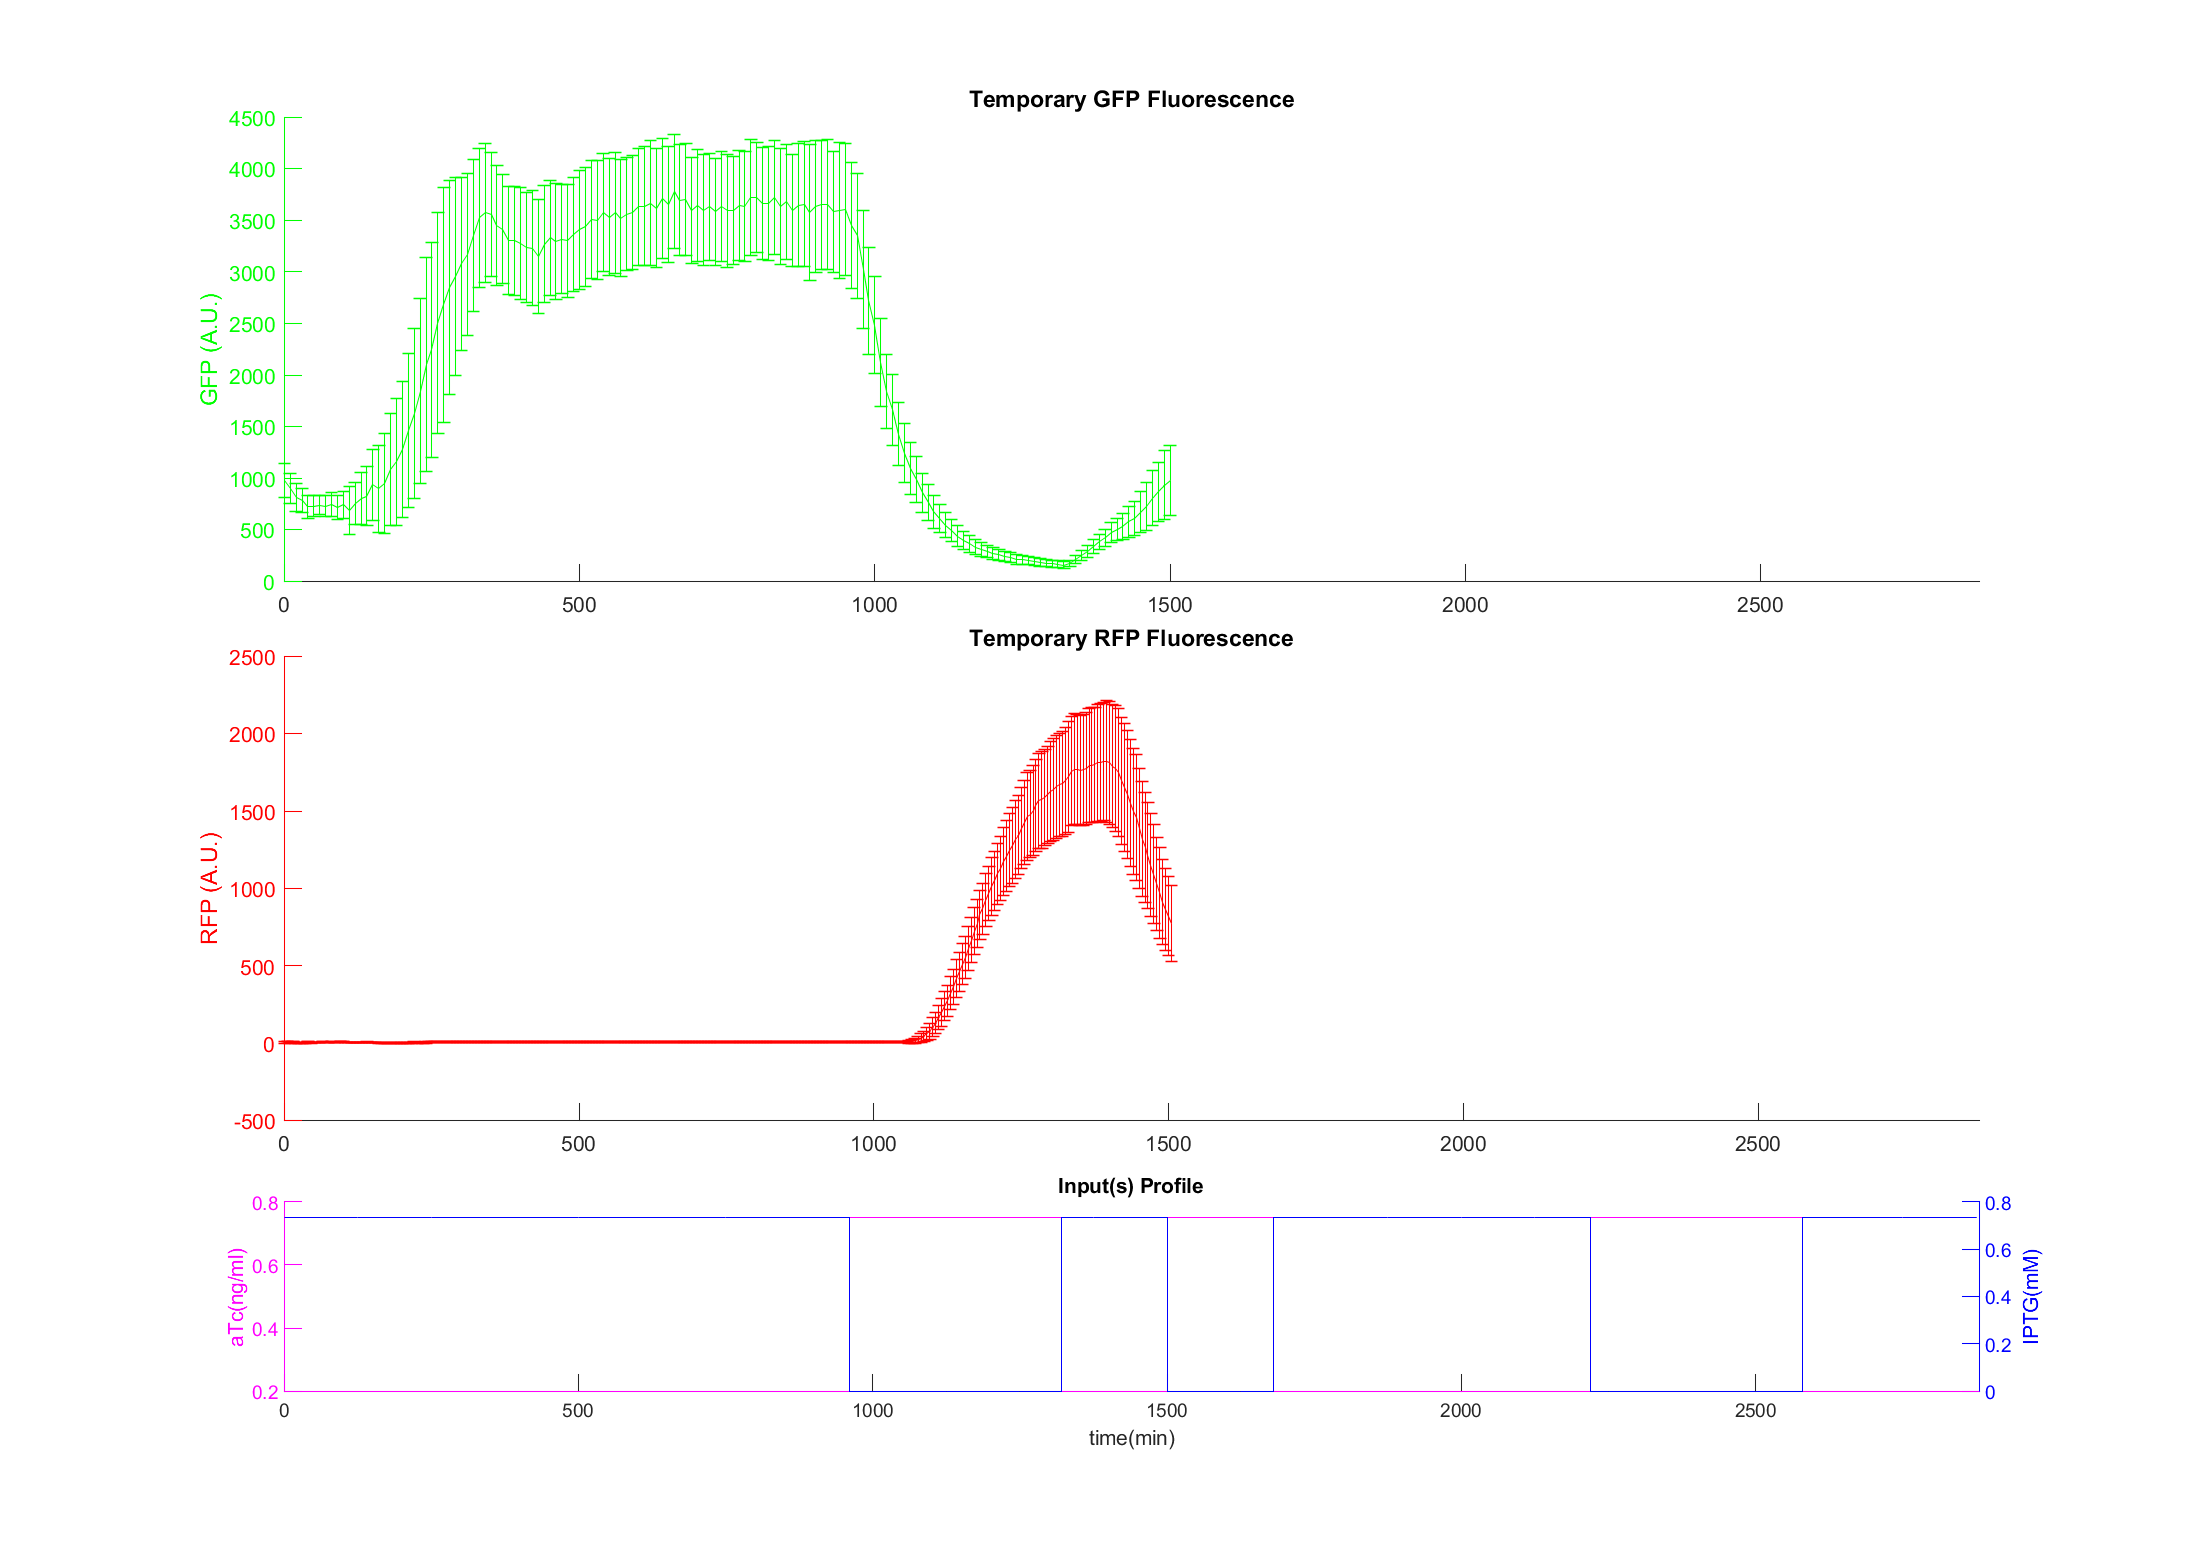 Temporary GFP Fluorescence
4500
4000
3500
3000
2500
2000
1500
1000
500
0
GFP (A.U.)
0 500 1000 1500 2000 2500
Temporary RFP Fluorescence
2500
2000
1500
1000
500
0
-500
RFP (A.U.)
0 500 1000 1500 2000 2500
Input(s) Profile
0.8
0.6
0.4
0.2
aTc(ng/ml)
0.8
0.6
0.4
0.2
0
IPTG(mM)
0 500 1000 1500 2000 2500
time(min)